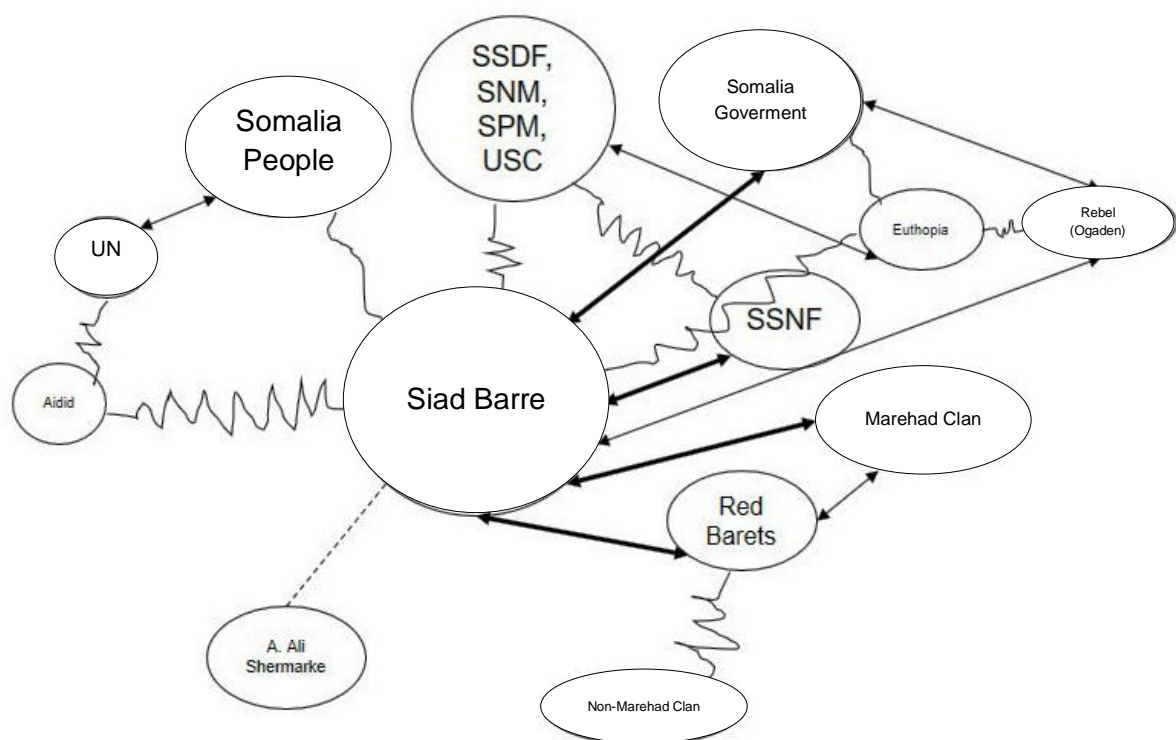 SSDF,
SNM,
SPM,
USC
Somalia
Goverment
Somalia
People
UN
Euthopia
Rebel
(Ogaden)
SSNF
Aidid
Siad Barre
Marehad Clan
Red
Barets
A. Ali
Shermarke
Non-Marehad Clan